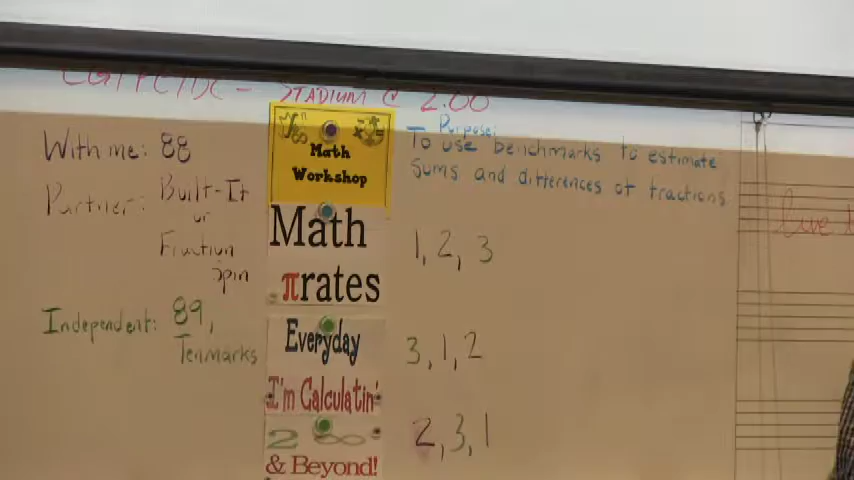 STADIUM @ 2:00
With me: 88
Partner: Built-It
or
Fraction
Spin
Independent: 89,
Tenmarks
Math
Workshop
Math
πrates
Everyday
I'm Calculatin'
2 ∞
& Beyond!
Purpose:
To use benchmarks to estimate
sums and differences of fractions
1, 2, 3
3, 1, 2
2, 3, 1